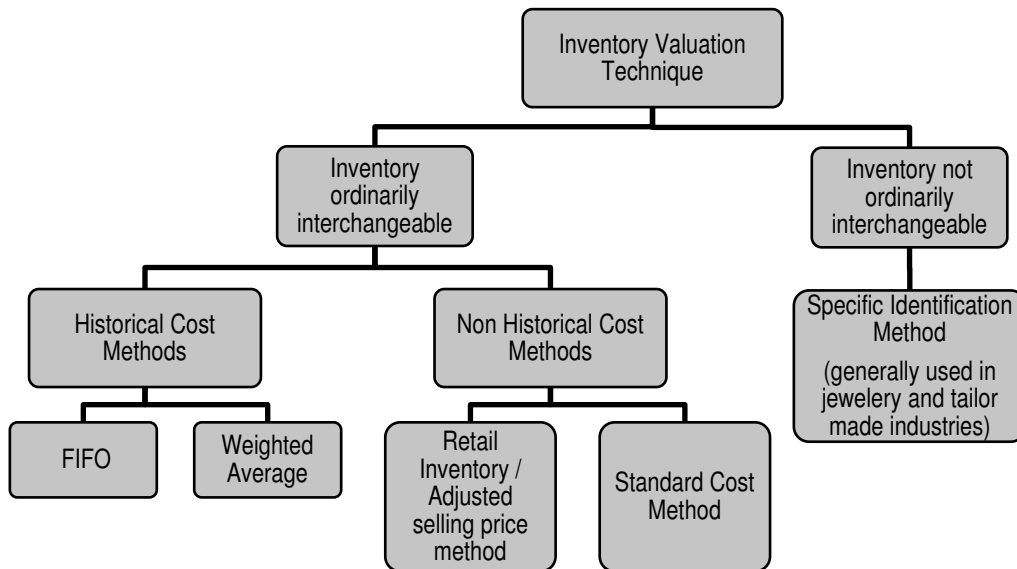 Inventory Valuation
Technique
Inventory
ordinarily
interchangeable
Inventory not
ordinarily
interchangeable
Historical Cost
Methods
Non Historical Cost
Methods
Specific Identification
Method
(generally used in
jewelery and tailor
made industries)
FIFO
Weighted
Average
Retail
Inventory /
Adjusted
selling price
method
Standard Cost
Method